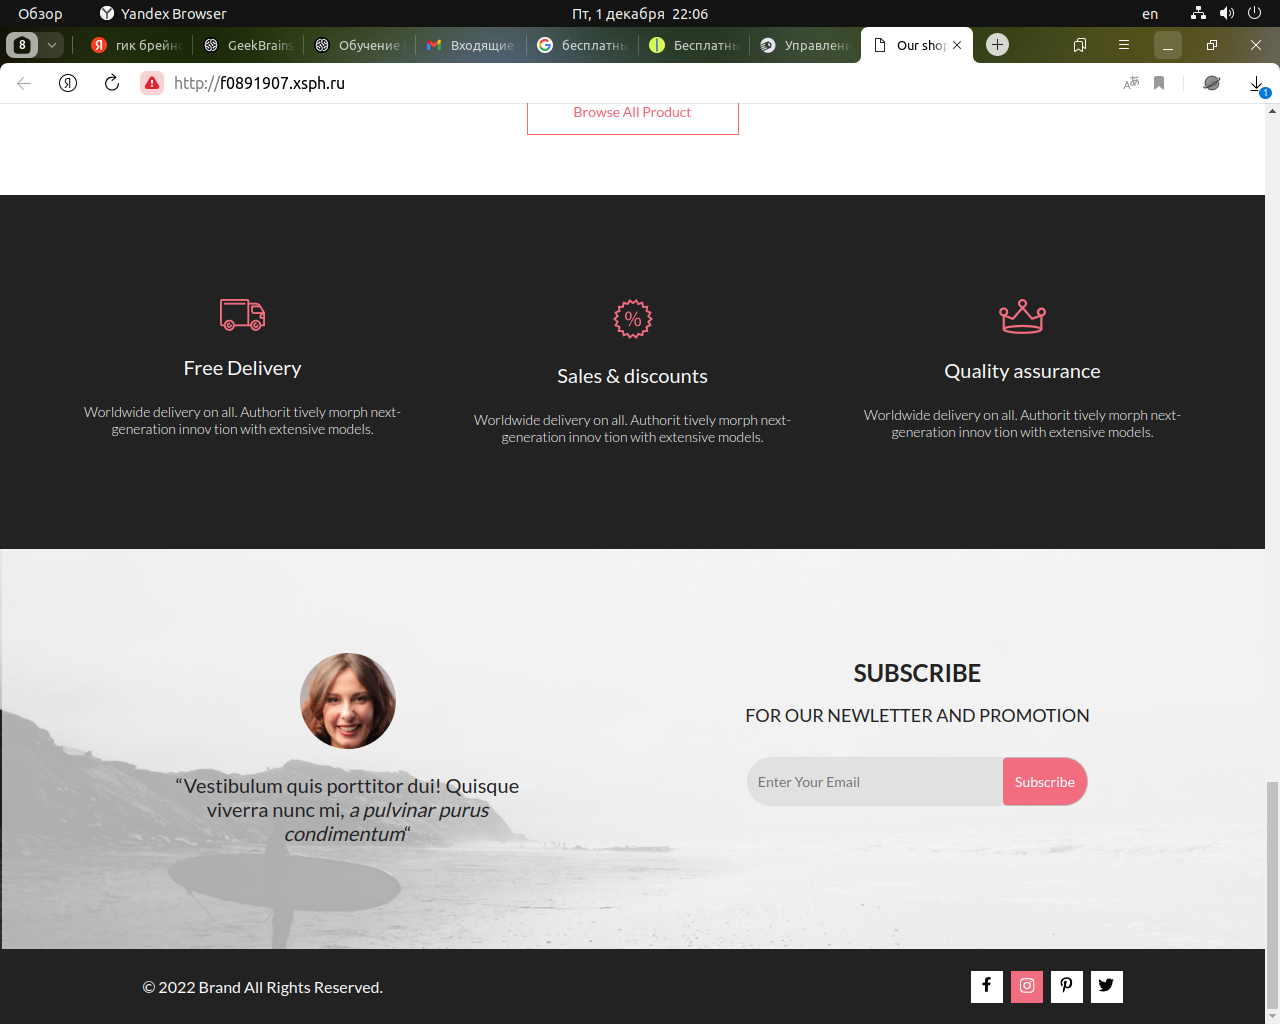 Обзор Yandex Browser Пт, 1 декабря 22:06 en
8 гик брейнс GeekBrains Обучение Входящие бесплатны Бесплатны Управлени Our shop
http://f0891907.xsph.ru 1
Browse All Product
%
Free Delivery
Worldwide delivery on all. Authorit tively morph next-
generation innov tion with extensive models.
Sales & discounts
Worldwide delivery on all. Authorit tively morph next-
generation innov tion with extensive models.
Quality assurance
Worldwide delivery on all. Authorit tively morph next-
generation innov tion with extensive models.
“Vestibulum quis porttitor dui! Quisque
viverra nunc mi, a pulvinar purus
condimentum“
SUBSCRIBE
FOR OUR NEWLETTER AND PROMOTION
Enter Your Email Subscribe
© 2022 Brand All Rights Reserved.